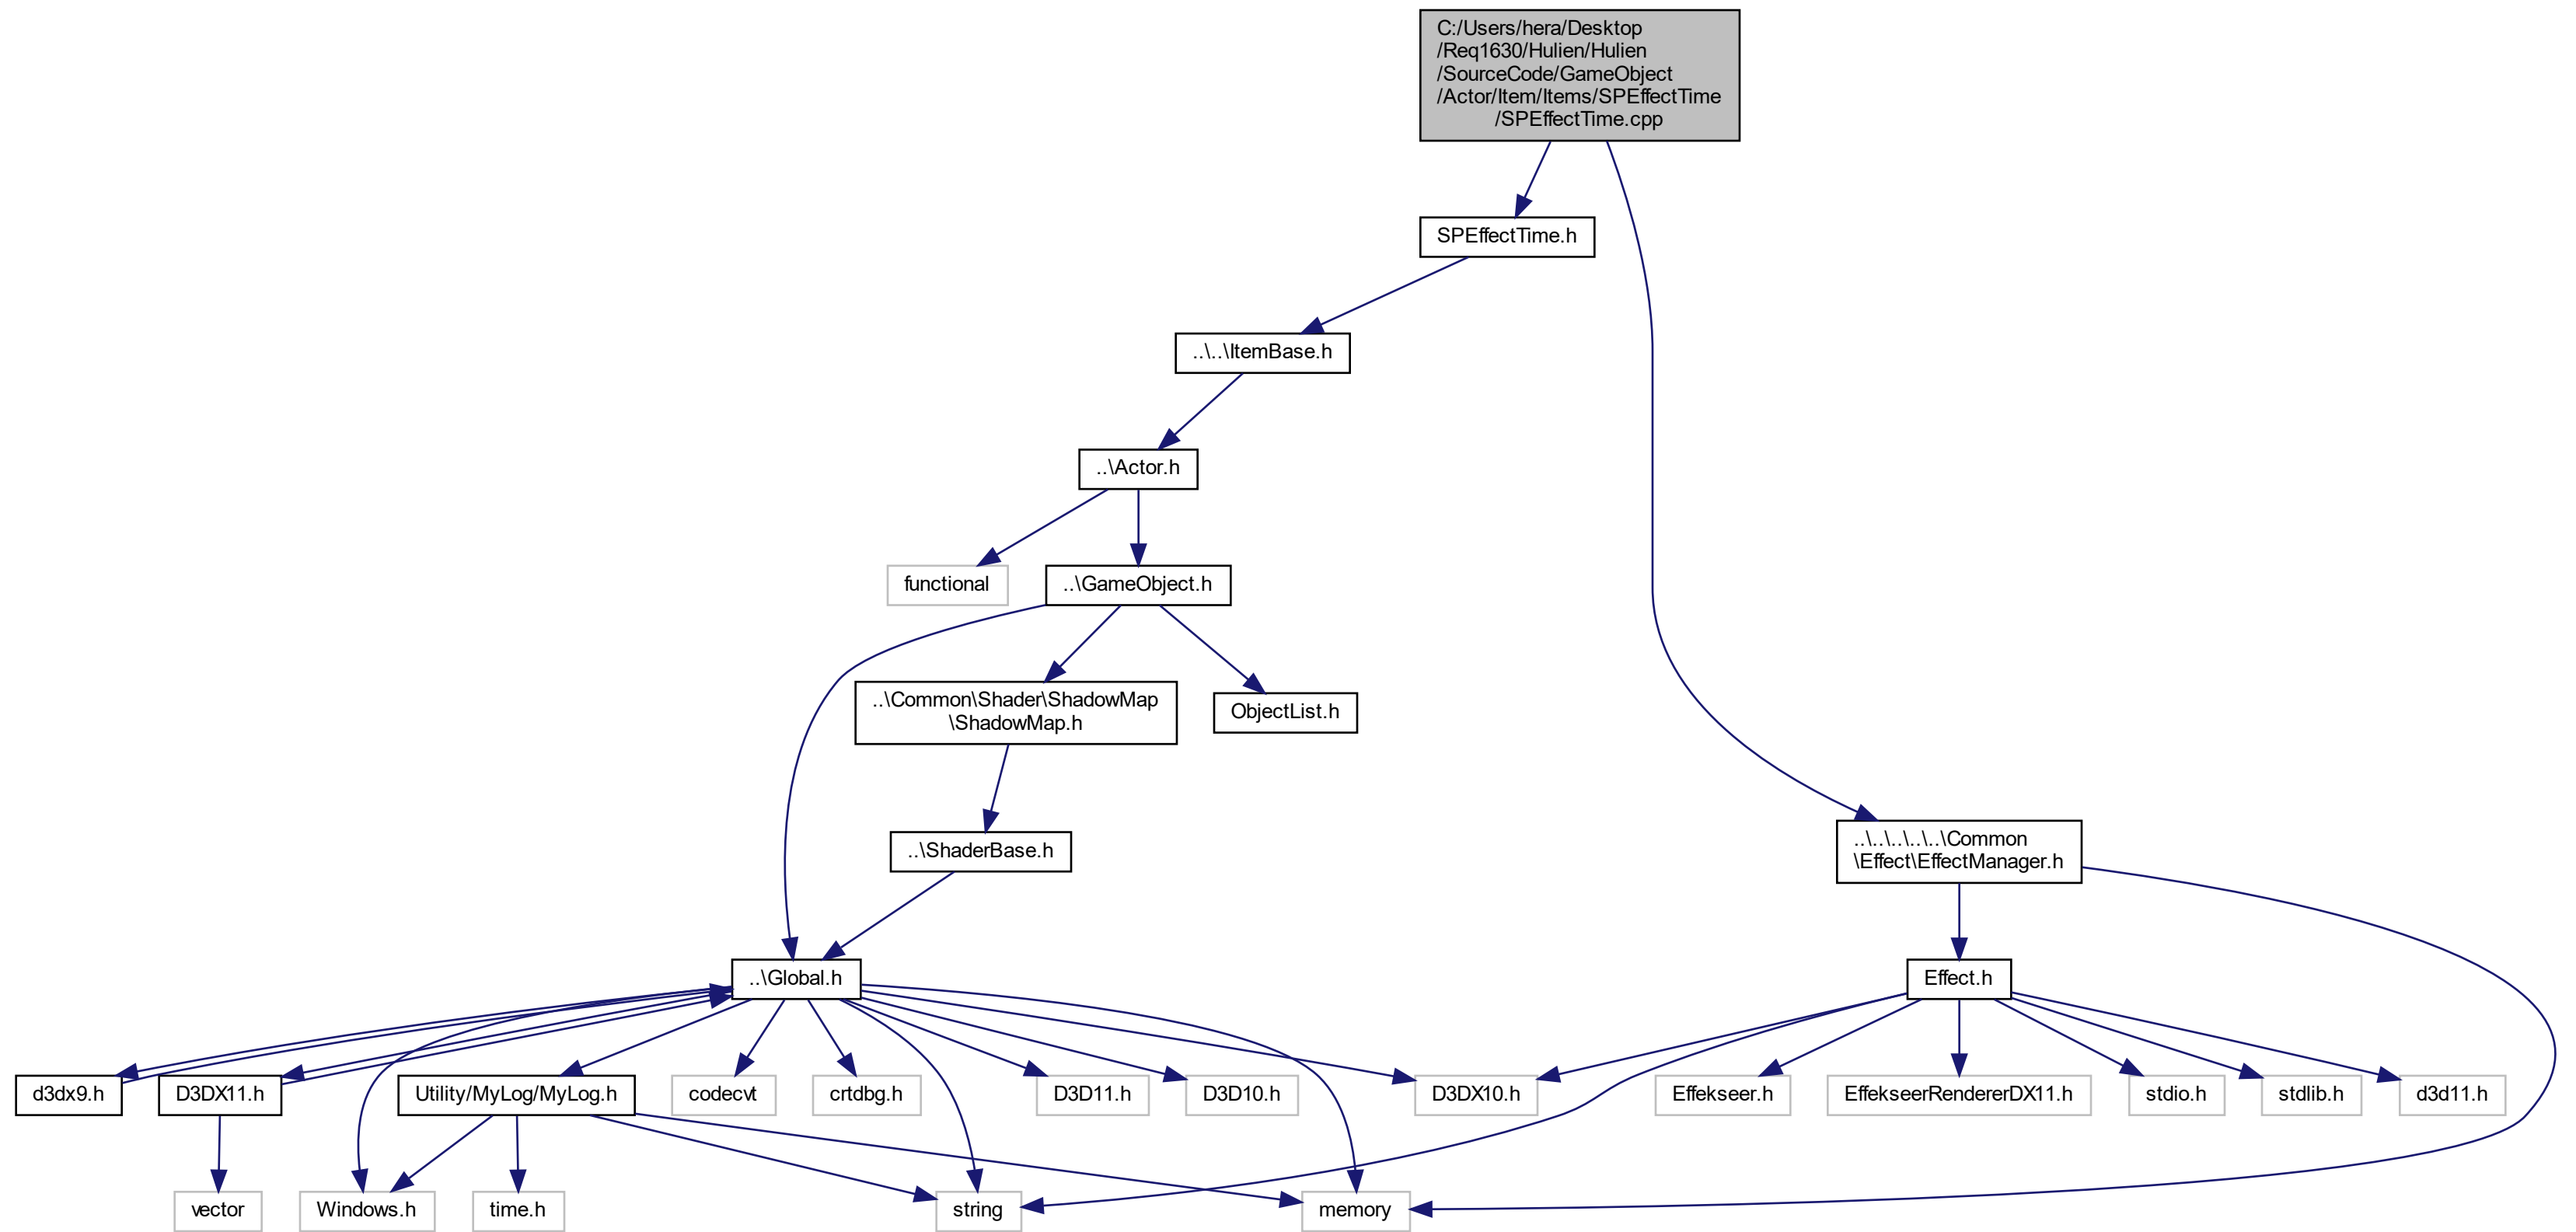 C:/Users/hera/Desktop
/Req1630/Hulien/Hulien
/SourceCode/GameObject
/Actor/Item/Items/SPEffectTime
/SPEffectTime.cpp
SPEffectTime.h
..\..\ItemBase.h
..\Actor.h
functional
..\GameObject.h
..\Common\Shader\ShadowMap
\ShadowMap.h
ObjectList.h
..\ShaderBase.h
..\..\..\..\..\Common
\Effect\EffectManager.h
..\Global.h
Effect.h
d3dx9.h
D3DX11.h
Utility/MyLog/MyLog.h
codecvt
crtdbg.h
D3D11.h
D3D10.h
D3DX10.h
Effekseer.h
EffekseerRendererDX11.h
stdio.h
stdlib.h
d3d11.h
vector
Windows.h
time.h
string
memory